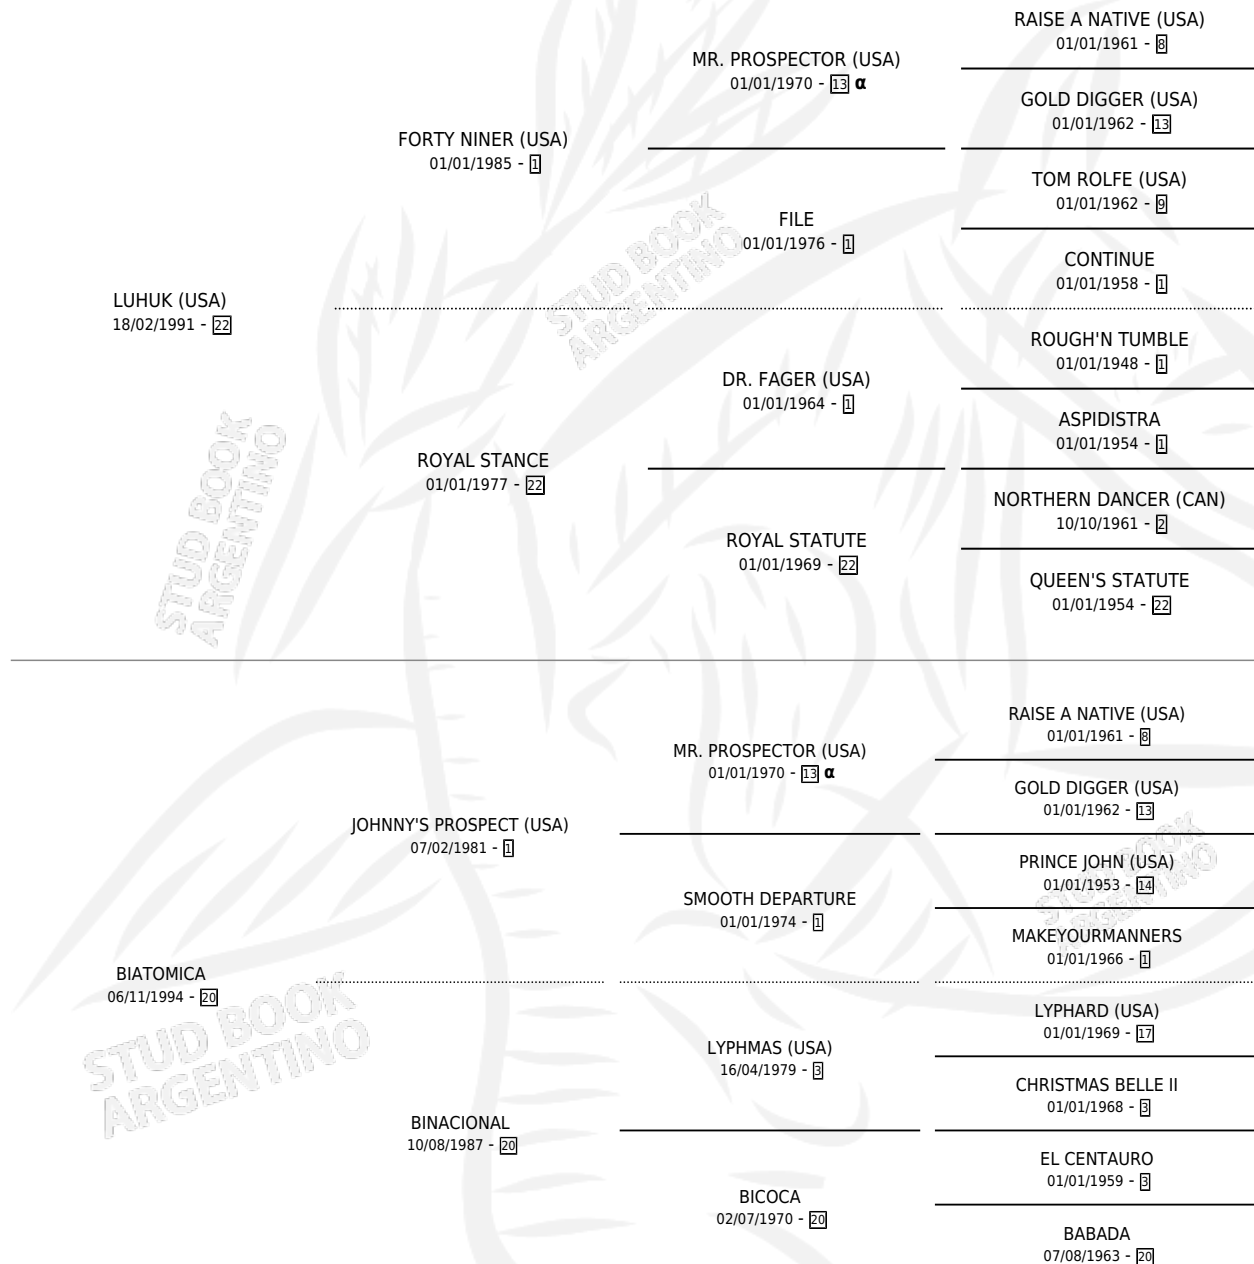 RAISE A NATIVE (USA)
01/01/1961 - 8
MR. PROSPECTOR (USA)
01/01/1970 - 13 α
GOLD DIGGER (USA)
01/01/1962 - 13
FORTY NINER (USA)
01/01/1985 - 1
TOM ROLFE (USA)
01/01/1962 - 9
FILE
01/01/1976 - 1
CONTINUE
01/01/1958 - 1
STUD BOOK
ARGENTINO
LUHUK (USA)
18/02/1991 - 22
ROUGH'N TUMBLE
01/01/1948 - 1
DR. FAGER (USA)
01/01/1964 - 1
ASPIDISTRA
01/01/1954 - 1
ROYAL STANCE
01/01/1977 - 22
NORTHERN DANCER (CAN)
10/10/1961 - 2
ROYAL STATUTE
01/01/1969 - 22
QUEEN'S STATUTE
01/01/1954 - 22
STUD BOOK
ARGENTINO
RAISE A NATIVE (USA)
01/01/1961 - 8
MR. PROSPECTOR (USA)
01/01/1970 - 13 α
GOLD DIGGER (USA)
01/01/1962 - 13
JOHNNY'S PROSPECT (USA)
07/02/1981 - 1
PRINCE JOHN (USA)
01/01/1953 - 14
SMOOTH DEPARTURE
01/01/1974 - 1
MAKEYOURMANNERS
01/01/1966 - 1
STUD BOOK
ARGENTINO
BIATOMICA
06/11/1994 - 20
LYPHARD (USA)
01/01/1969 - 17
LYPHMAS (USA)
16/04/1979 - 3
CHRISTMAS BELLE II
01/01/1968 - 3
STUD BOOK
ARGENTINO
BINACIONAL
10/08/1987 - 20
EL CENTAURO
01/01/1959 - 3
BICOCA
02/07/1970 - 20
BABADA
07/08/1963 - 20